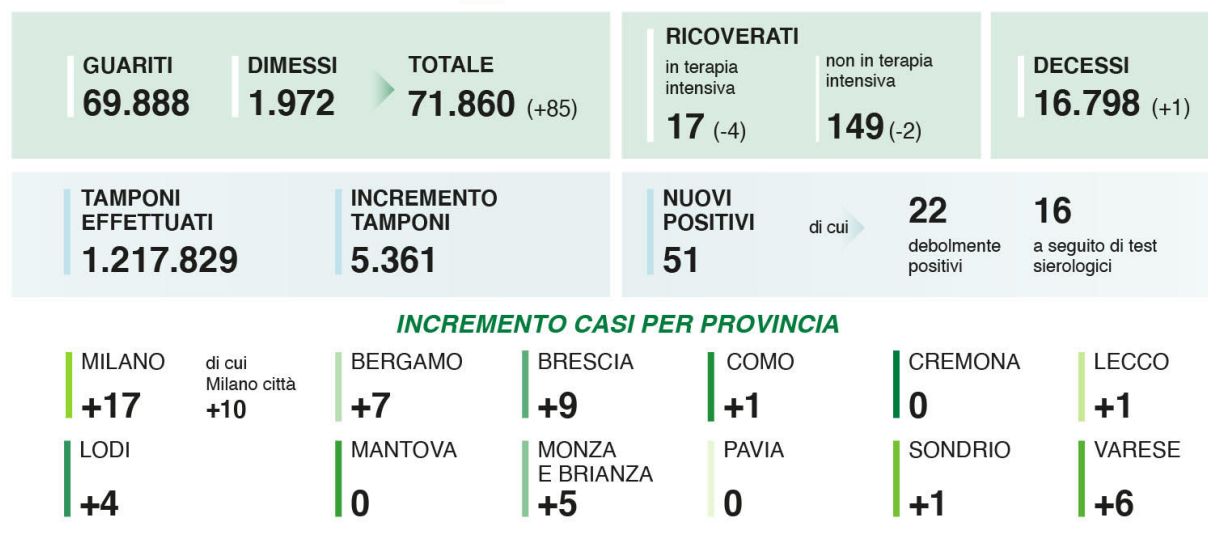 GUARITI
69.888
DIMESSI
1.972
TOTALE
71.860 (+85)
RICOVERATI
in terapia
intensiva
17 (-4)
non in terapia
intensiva
149 (-2)
DECESSI
16.798 (+1)
TAMPONI
EFFETTUATI
1.217.829
INCREMENTO
TAMPONI
5.361
NUOVI
POSITIVI
51
di cui
22
debolmente
positivi
16
a seguito di test
sierologici
INCREMENTO CASI PER PROVINCIA
MILANO
+17
di cui
Milano città
+10
BERGAMO
+7
BRESCIA
+9
COMO
+1
CREMONA
0
LECCO
+1
LODI
+4
MANTOVA
0
MONZA
E BRIANZA
+5
PAVIA
0
SONDRIO
+1
VARESE
+6